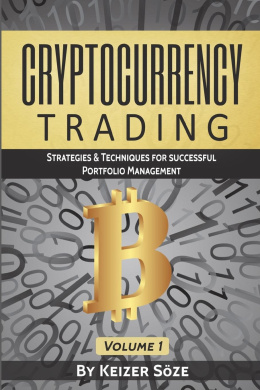 CRYPTOCURRENCY
TRADING
STRATEGIES & TECHNIQUES FOR SUCCESSFUL
PORTFOLIO MANAGEMENT
VOLUME 1
BY KEIZER SÖZE